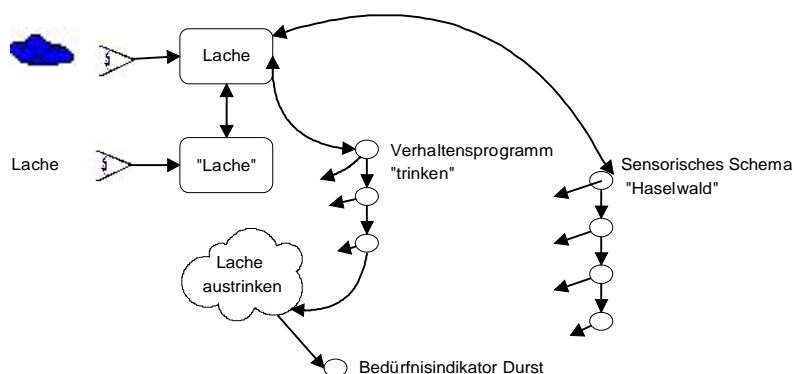 Lache
Lache
"Lache"
Verhaltensprogramm
"trinken"
Sensorisches Schema
"Haselwald"
Lache
austrinken
Bedürfnisindikator Durst